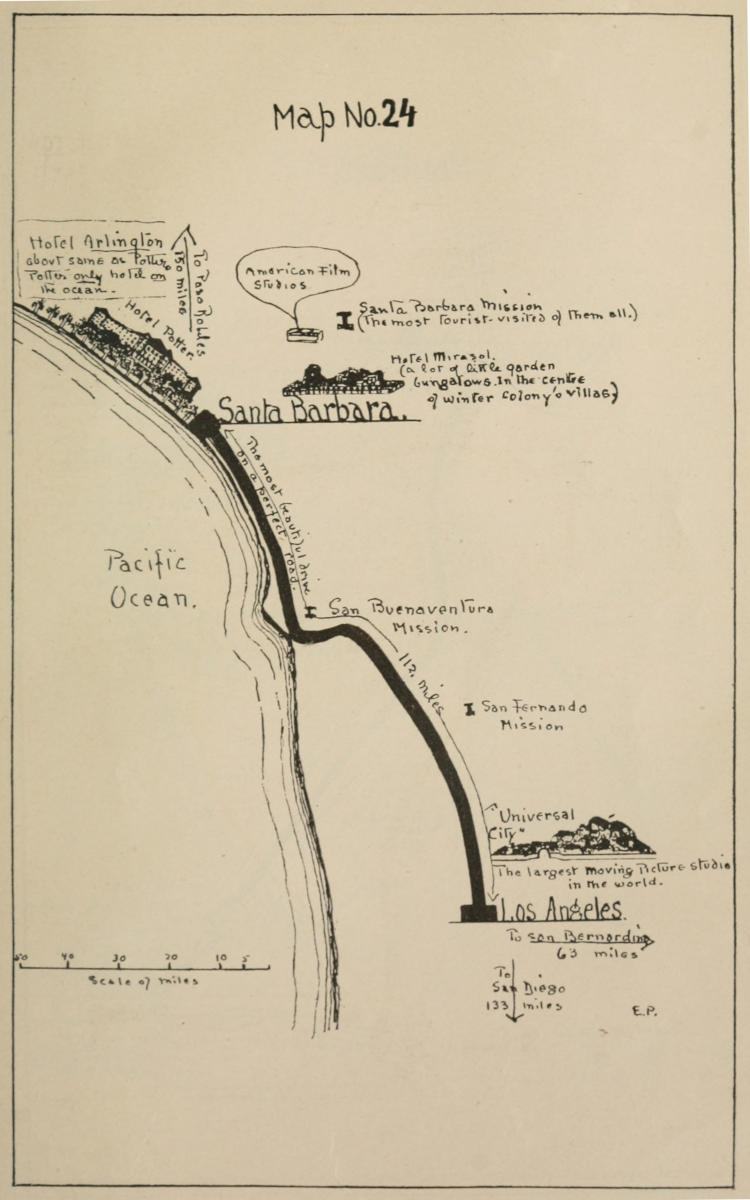 Map No. 24
Hotel Arlington
about same as Potter
Potter only hotel on
the ocean.
To Paso Robles
150 miles
Hotel Potter.
American Film
Studios
Santa Barbara Mission
(The most tourist-visited of them all.)
Hotel Mirasol.
(a lot of little garden
bungalows. In the centre
of winter colony's villas)
Santa Barbara.
The most beautiful drive
on a perfect road.
Pacific
Ocean.
San Buenaventura
Mission.
112 miles
San Fernando
Mission
"Universal
City"
The largest moving Picture studio
in the world.
Los Angeles.
To San Bernardino
63 miles
50 40 30 20 10 5
Scale of miles
To
San Diego
133 miles
E.P.